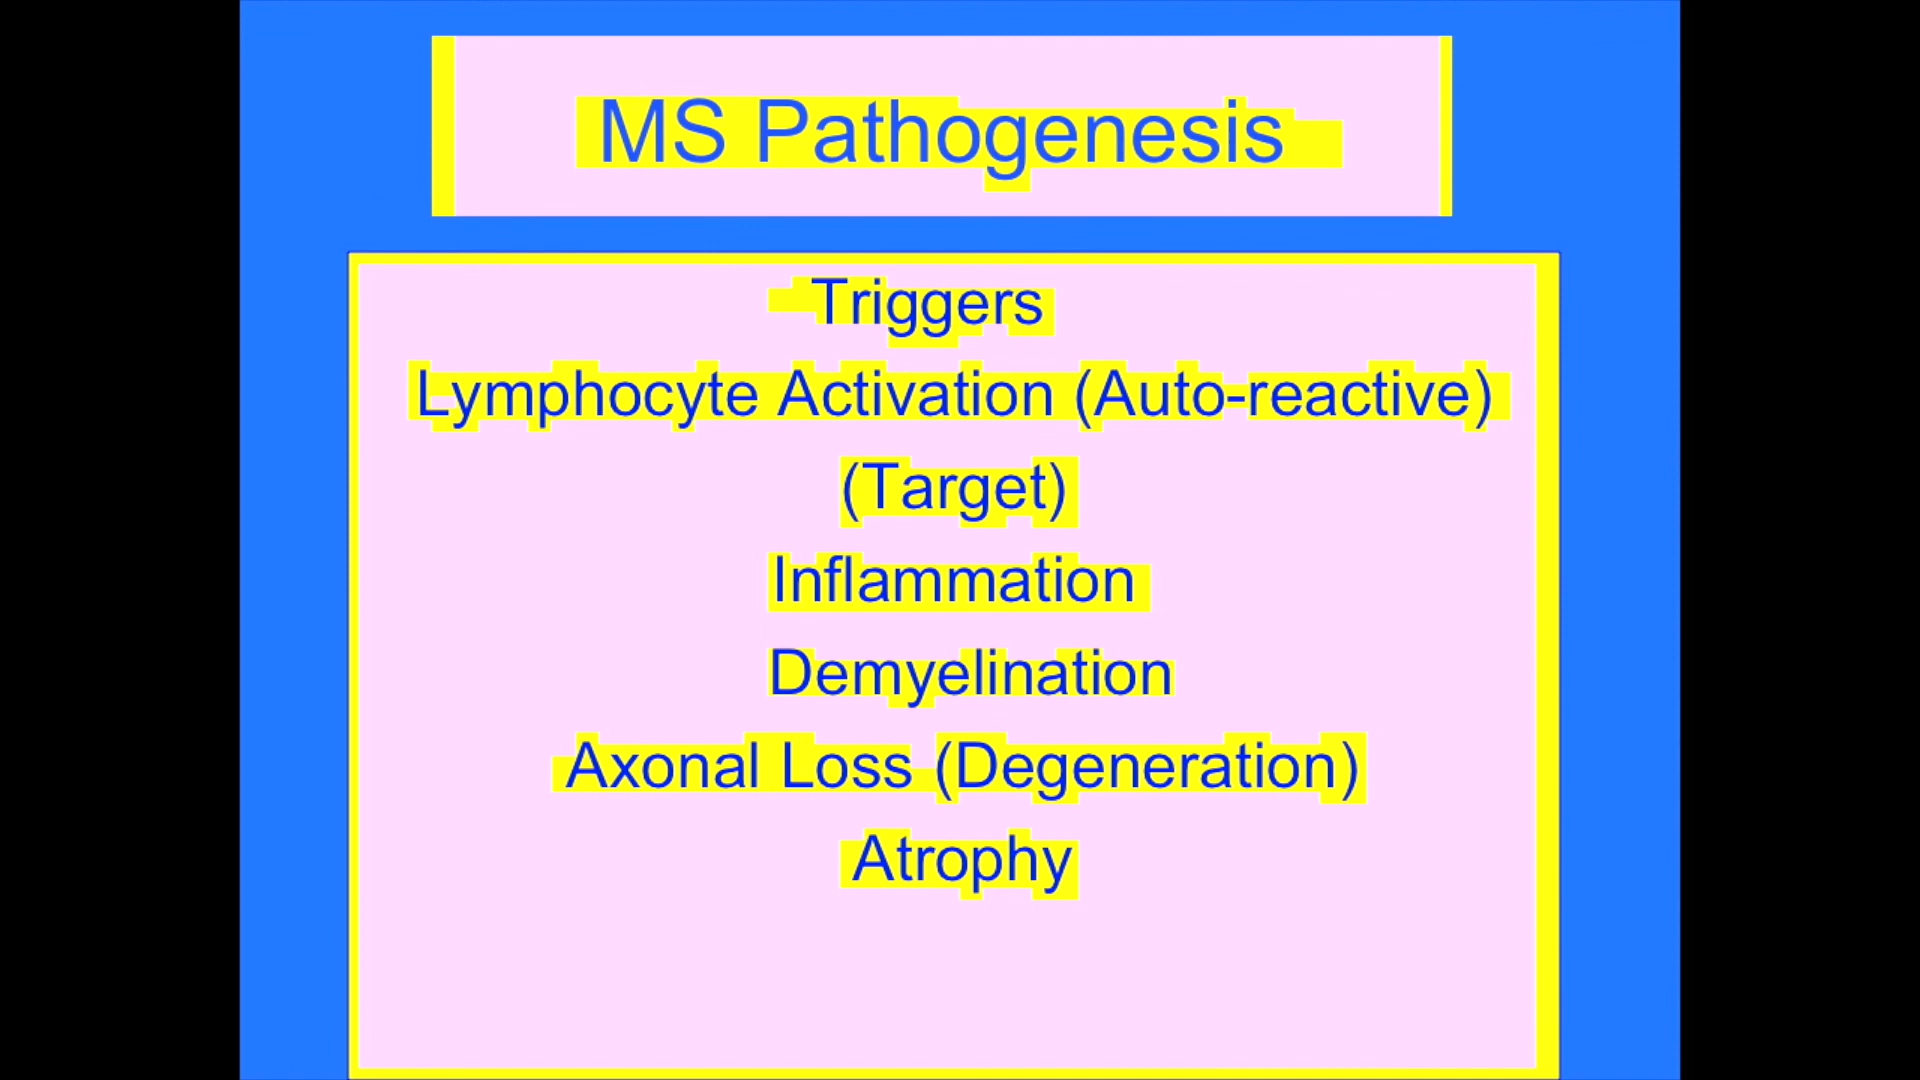 MS Pathogenesis
Triggers
Lymphocyte Activation (Auto-reactive)
(Target)
Inflammation
Demyelination
Axonal Loss (Degeneration)
Atrophy